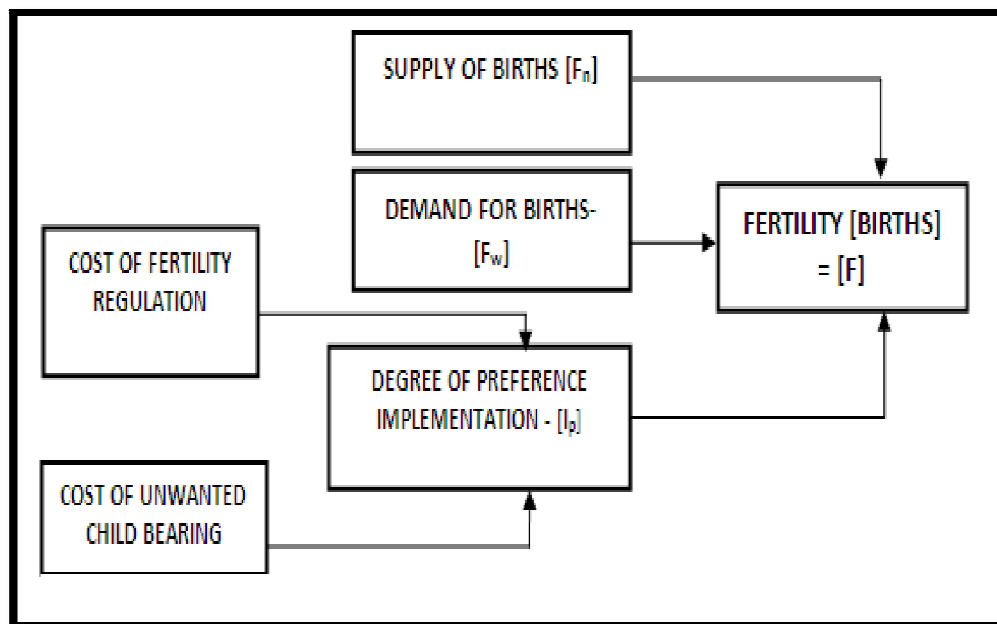 SUPPLY OF BIRTHS [Fₙ]
DEMAND FOR BIRTHS-
[F_w]
FERTILITY [BIRTHS]
= [F]
COST OF FERTILITY
REGULATION
DEGREE OF PREFERENCE
IMPLEMENTATION - [Iₚ]
COST OF UNWANTED
CHILD BEARING